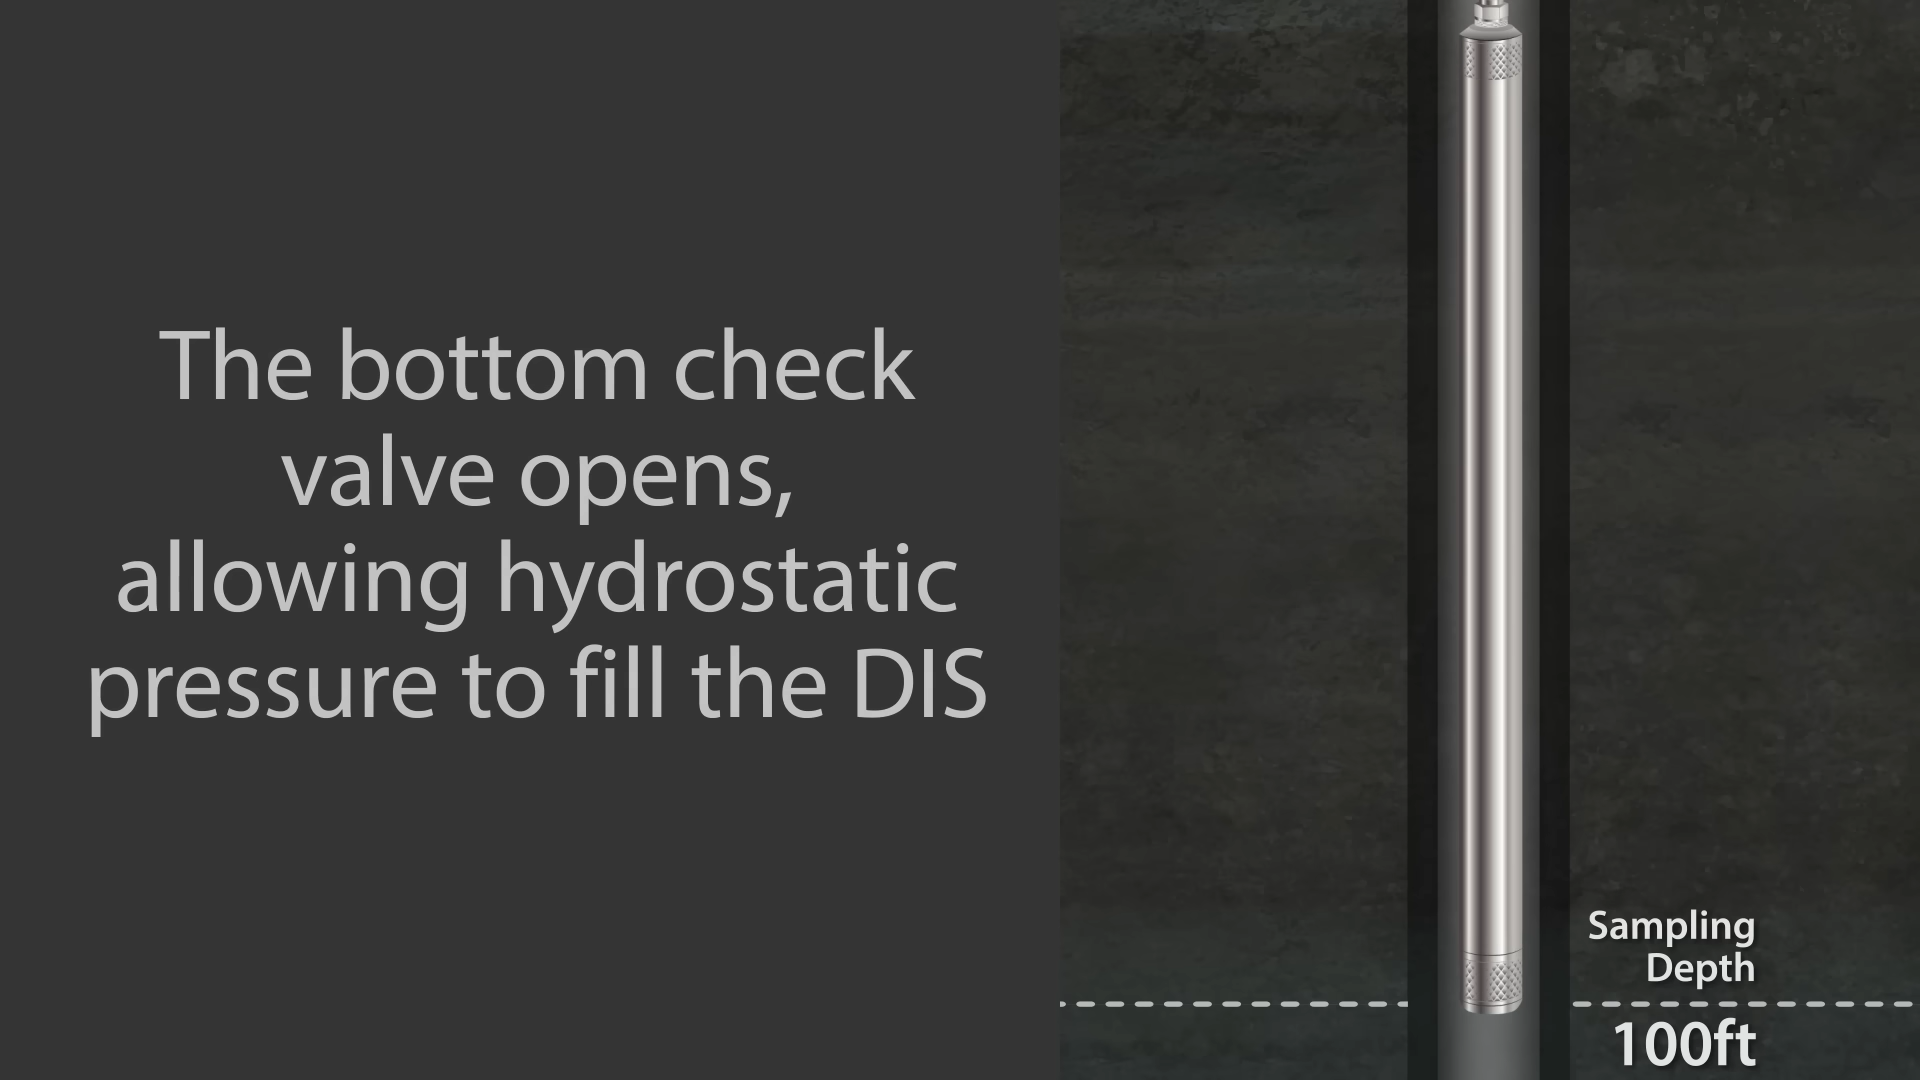 The bottom check
valve opens,
allowing hydrostatic
pressure to fill the DIS
Sampling
Depth
100ft